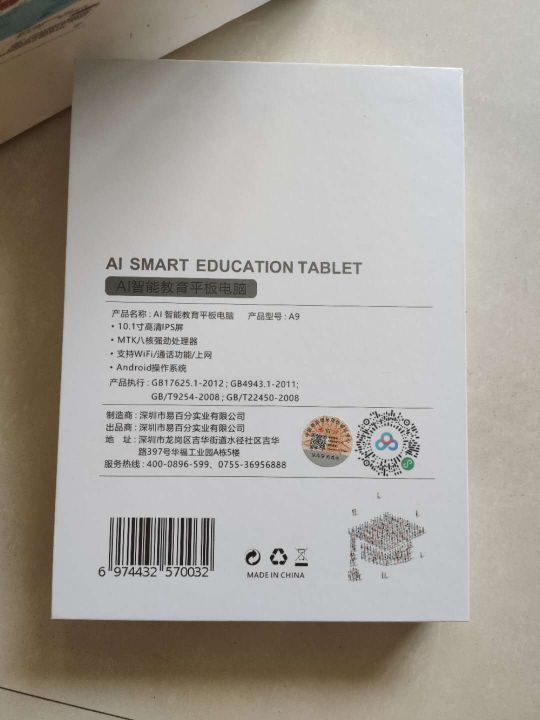 AI SMART EDUCATION TABLET
AI智能教育平板电脑
产品名称：AI 智能教育平板电脑 产品型号：A9
· 10.1寸高清IPS屏
· MTK八核强劲处理器
· 支持WiFi/通话功能/上网
· Android操作系统
产品执行：GB17625.1-2012；GB4943.1-2011;
GB/T9254-2008；GB/T22450-2008
制造商：深圳市易百分实业有限公司
出品商：深圳市易百分实业有限公司
地 址：深圳市龙岗区吉华街道水径社区吉华
路397号华福工业园A栋5楼
服务热线：400-0896-599、0755-36956888
6 974432 570032
MADE IN CHINA